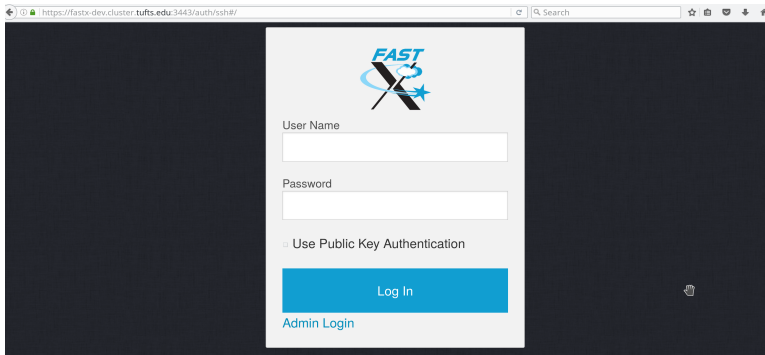 https://fastx-dev.cluster.tufts.edu:3443/auth/ssh#/
Search
FAST
X
User Name
Password
Use Public Key Authentication
Log In
Admin Login